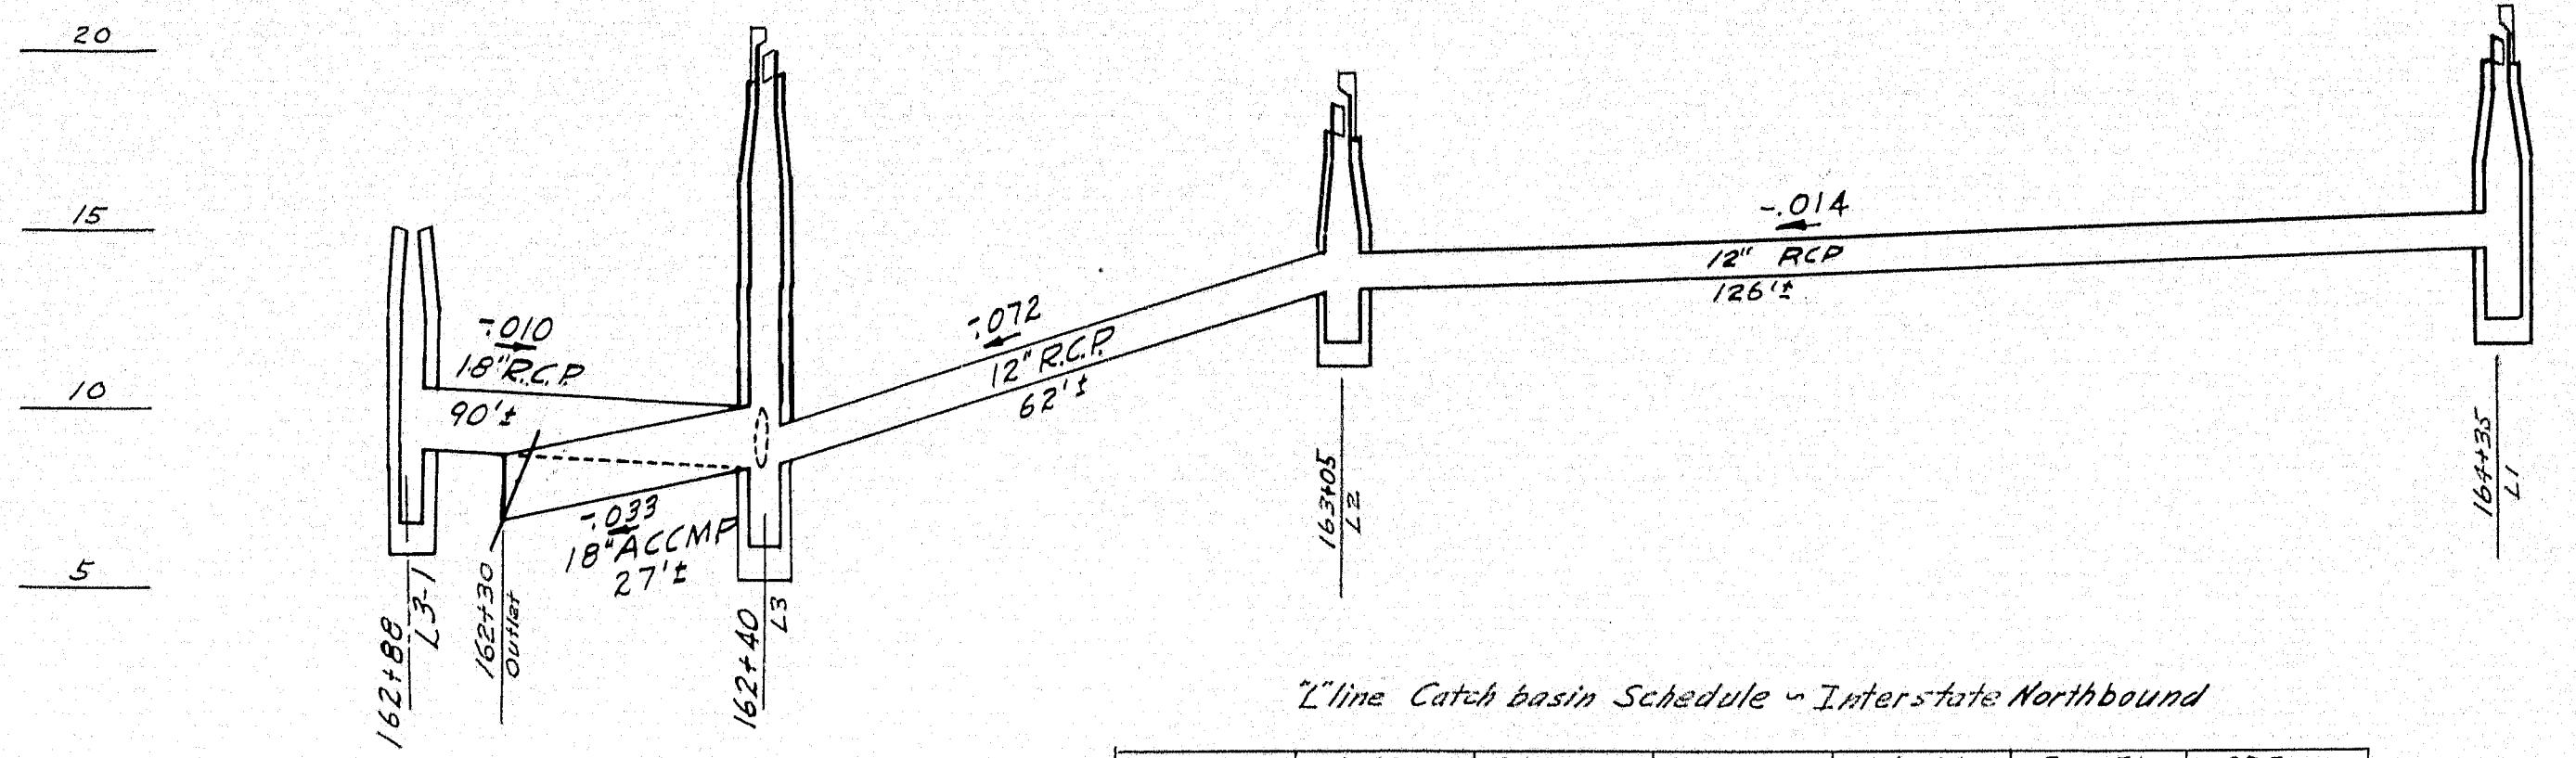 20
15
10
5
-.010
18" R.C.P.
90'±
-.033
18" ACCMP
27'±
-.072
12" R.C.P.
62'±
-.014
12" RCP
126'±
162+88
L3-1
162+30
Outlet
162+40
L3
163+05
L2
164+35
L1
"L" line Catch basin Schedule ~ Interstate Northbound